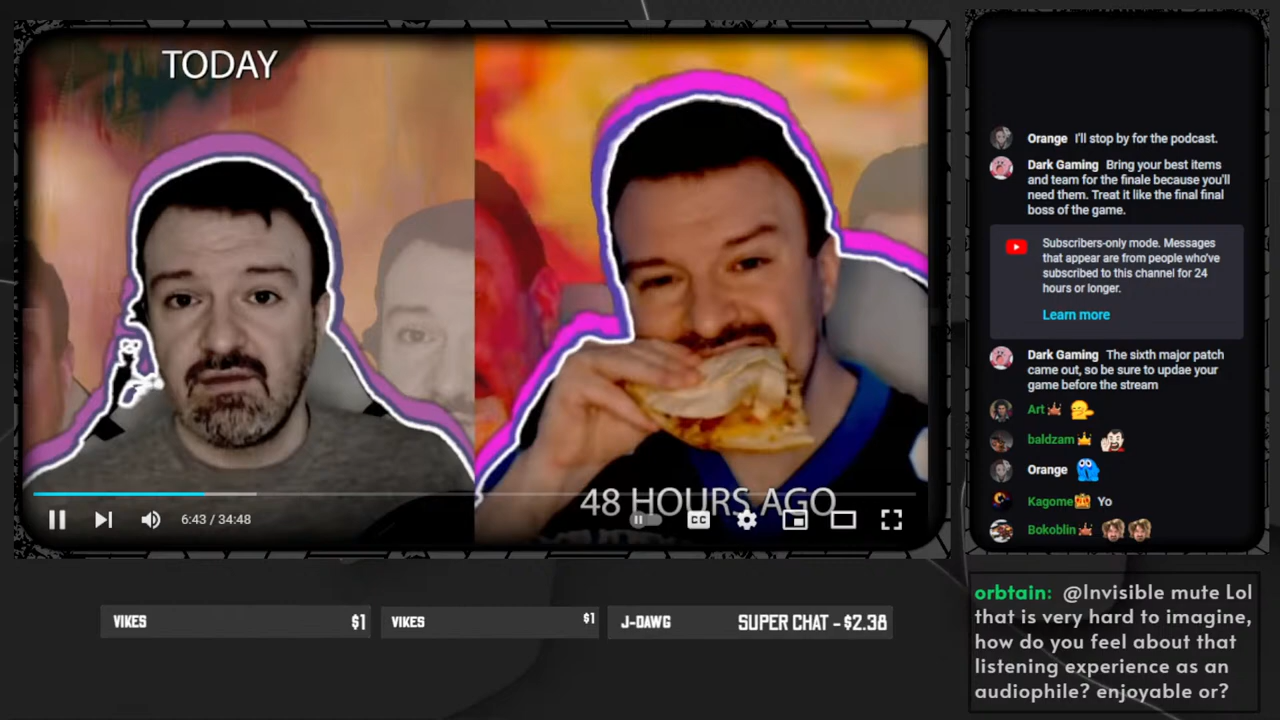 TODAY
48 HOURS AGO
6:43 / 34:48
CC
Orange I'll stop by for the podcast.
Dark Gaming Bring your best items
and team for the finale because you'll
need them. Treat it like the final final
boss of the game.
Subscribers-only mode. Messages
that appear are from people who've
subscribed to this channel for 24
hours or longer.
Learn more
Dark Gaming The sixth major patch
came out, so be sure to updae your
game before the stream
Art
baldzam
Orange
Kagome Yo
Bokoblin
VIKES $1
VIKES $1
J-DAWG SUPER CHAT - $2.38
orbtain: @Invisible mute Lol
that is very hard to imagine,
how do you feel about that
listening experience as an
audiophile? enjoyable or?